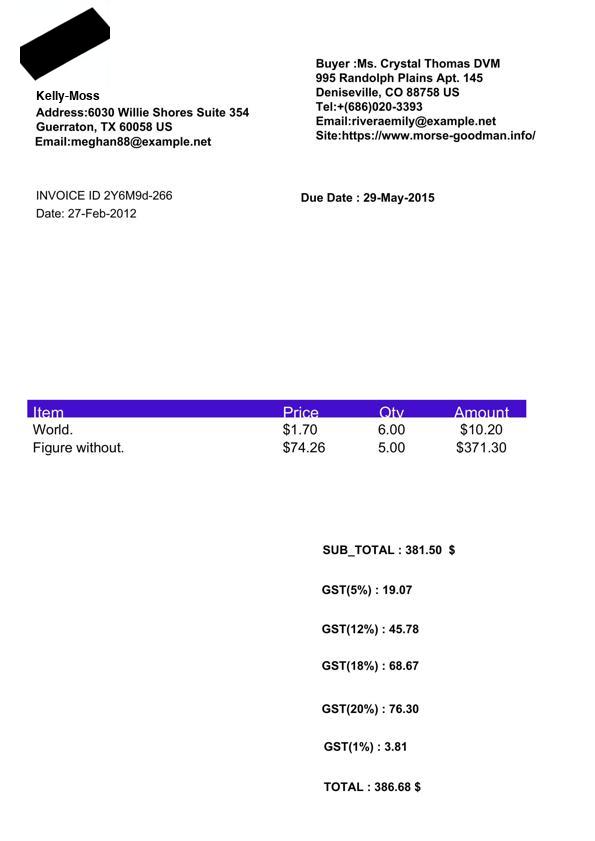 Kelly-Moss
Address:6030 Willie Shores Suite 354
Guerraton, TX 60058 US
Email:meghan88@example.net
Buyer :Ms. Crystal Thomas DVM
995 Randolph Plains Apt. 145
Deniseville, CO 88758 US
Tel:+(686)020-3393
Email:riveraemily@example.net
Site:https://www.morse-goodman.info/
INVOICE ID 2Y6M9d-266
Date: 27-Feb-2012
Due Date : 29-May-2015
Item Price Qty Amount
World. $1.70 6.00 $10.20
Figure without. $74.26 5.00 $371.30
SUB_TOTAL : 381.50 $
GST(5%) : 19.07
GST(12%) : 45.78
GST(18%) : 68.67
GST(20%) : 76.30
GST(1%) : 3.81
TOTAL : 386.68 $